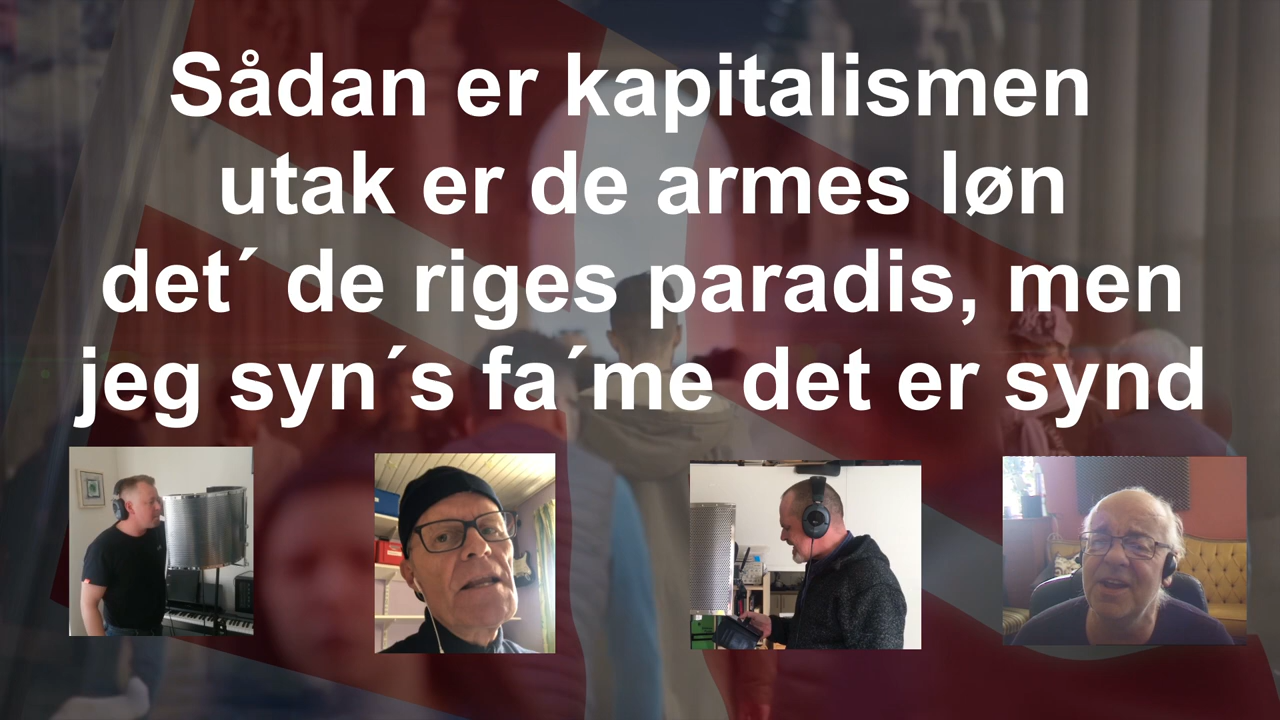 Sådan er kapitalismen
utak er de armes løn
det´ de riges paradis, men
jeg syn´s fa´me det er synd